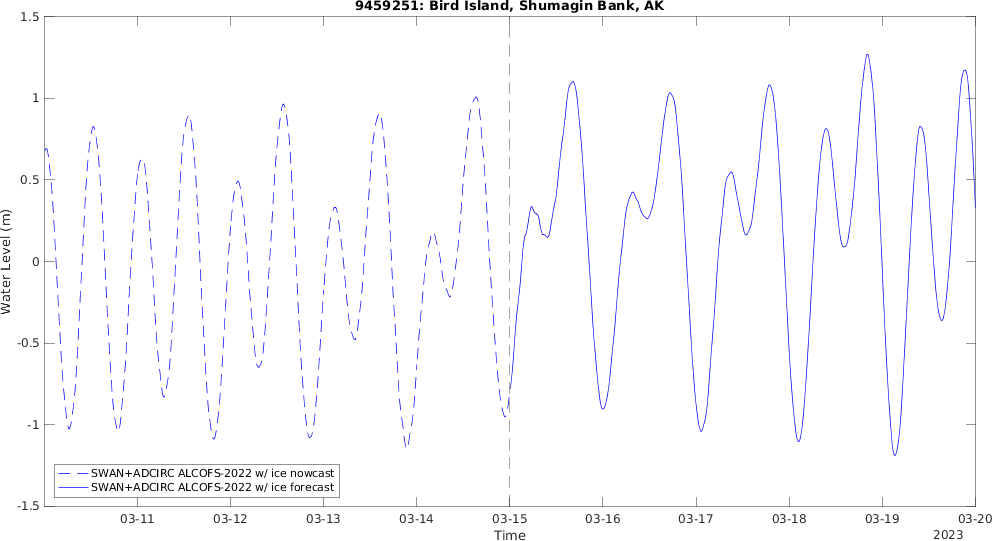 9459251: Bird Island, Shumagin Bank, AK
1.5
1
0.5
0
-0.5
-1
-1.5
Water Level (m)
SWAN+ADCIRC ALCOFS-2022 w/ ice nowcast
SWAN+ADCIRC ALCOFS-2022 w/ ice forecast
03-11 03-12 03-13 03-14 03-15 03-16 03-17 03-18 03-19 03-20
Time
2023